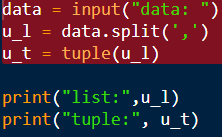 data = input("data: ")
u_l = data.split(',')
u_t = tuple(u_l)
print("list:",u_l)
print("tuple:", u_t)